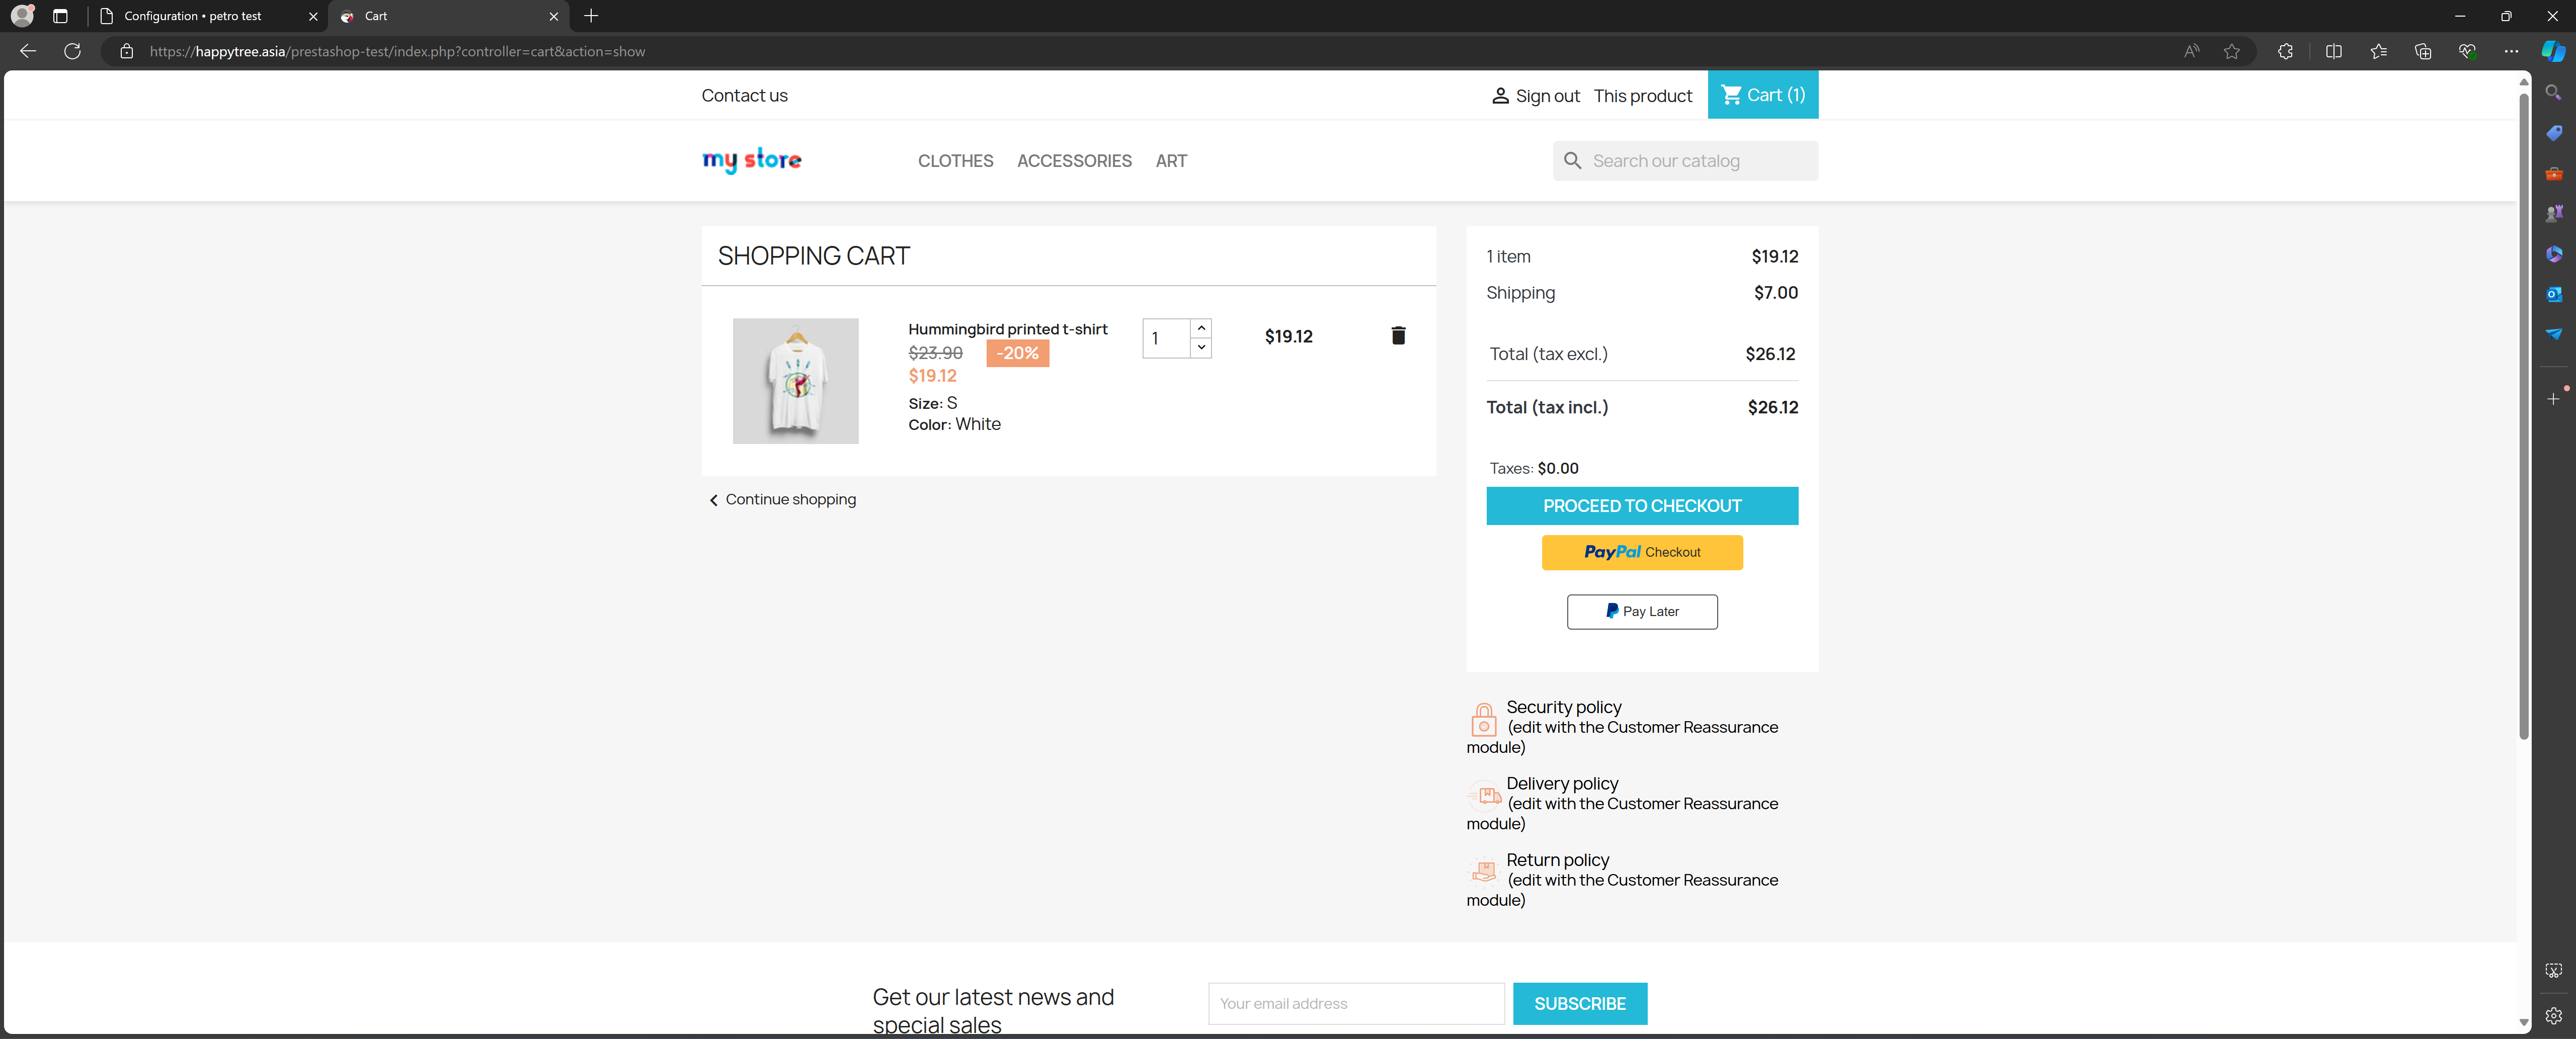 Configuration • petro test
Cart
https://happytree.asia/prestashop-test/index.php?controller=cart&action=show
Contact us
Sign out
This product
Cart (1)
my store
CLOTHES
ACCESSORIES
ART
Search our catalog
SHOPPING CART
Hummingbird printed t-shirt
$23.90
-20%
$19.12
Size: S
Color: White
1
$19.12
Continue shopping
1 item $19.12
Shipping $7.00
Total (tax excl.) $26.12
Total (tax incl.) $26.12
Taxes: $0.00
PROCEED TO CHECKOUT
PayPal Checkout
Pay Later
Security policy
(edit with the Customer Reassurance
module)
Delivery policy
(edit with the Customer Reassurance
module)
Return policy
(edit with the Customer Reassurance
module)
Get our latest news and
special sales
Your email address
SUBSCRIBE